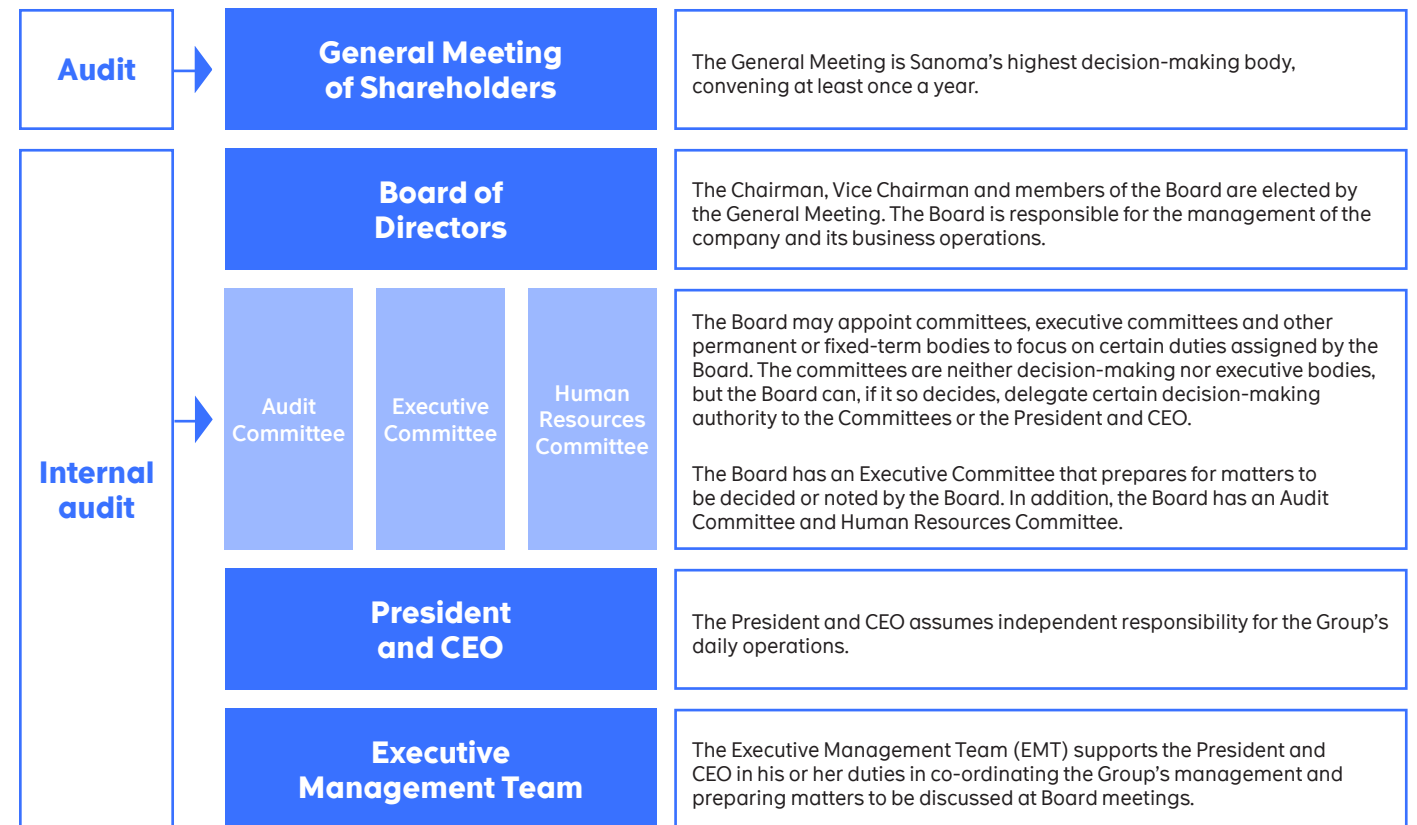 Audit
General Meeting
of Shareholders
The General Meeting is Sanoma's highest decision-making body,
convening at least once a year.
Internal
audit
Board of
Directors
The Chairman, Vice Chairman and members of the Board are elected by
the General Meeting. The Board is responsible for the management of the
company and its business operations.
Audit
Committee
Executive
Committee
Human
Resources
Committee
The Board may appoint committees, executive committees and other
permanent or fixed-term bodies to focus on certain duties assigned by the
Board. The committees are neither decision-making nor executive bodies,
but the Board can, if it so decides, delegate certain decision-making
authority to the Committees or the President and CEO.
The Board has an Executive Committee that prepares for matters to
be decided or noted by the Board. In addition, the Board has an Audit
Committee and Human Resources Committee.
President
and CEO
The President and CEO assumes independent responsibility for the Group's
daily operations.
Executive
Management Team
The Executive Management Team (EMT) supports the President and
CEO in his or her duties in co-ordinating the Group's management and
preparing matters to be discussed at Board meetings.